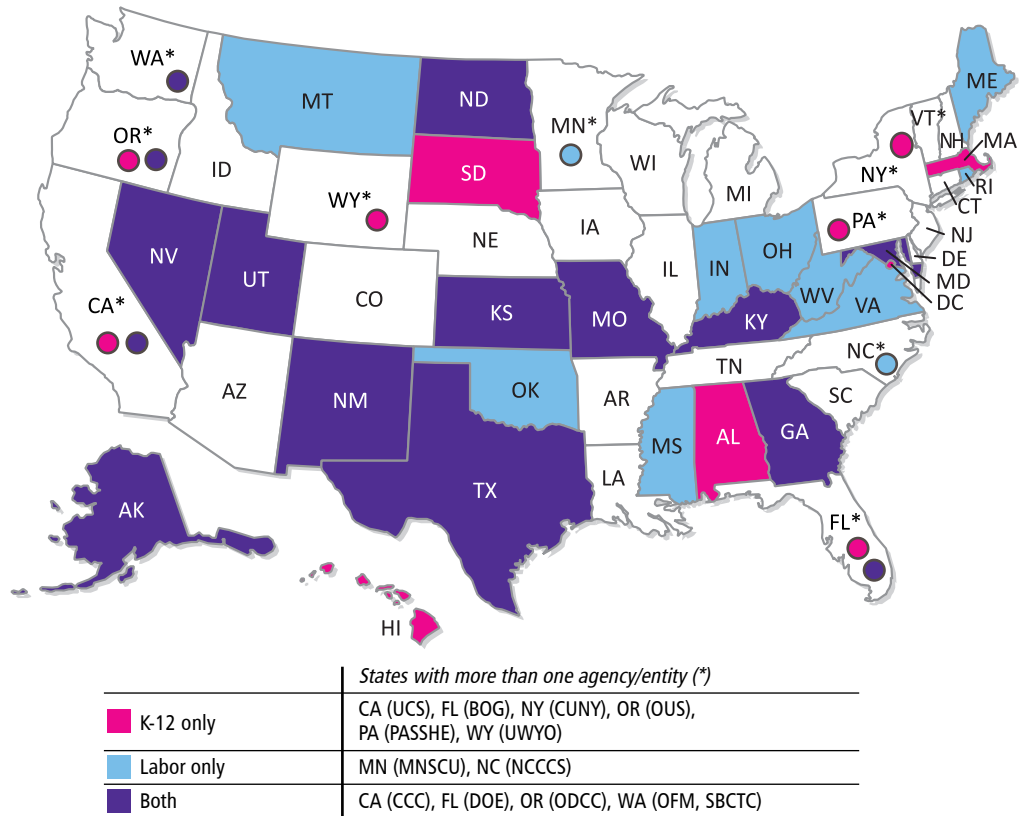 WA*
MT
ND
ME
OR*
ID
MN*
VT*
NH
MA
SD
WI
NY*
RI
WY*
MI
CT
NE
IA
PA*
NJ
NV
UT
CO
IL
IN
OH
DE
MD
DC
CA*
KS
MO
WV
VA
KY
NC*
AZ
NM
OK
AR
TN
SC
MS
AL
GA
TX
LA
AK
FL*
HI
States with more than one agency/entity (*)
K-12 only
CA (UCS), FL (BOG), NY (CUNY), OR (OUS),
PA (PASSHE), WY (UWYO)
Labor only
MN (MNSCU), NC (NCCCS)
Both
CA (CCC), FL (DOE), OR (ODCC), WA (OFM, SBCTC)